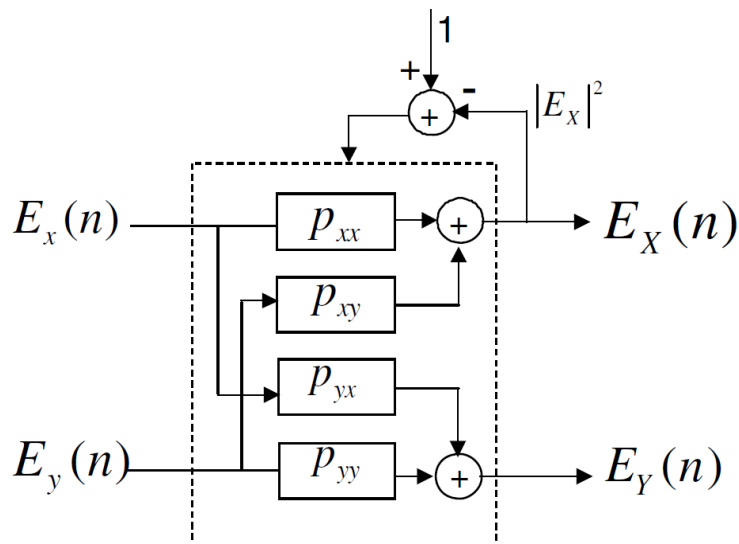 1
+
-
+
|E_X|^2
E_x(n)
p_xx
+
E_X(n)
p_xy
p_yx
E_y(n)
p_yy
+
E_Y(n)